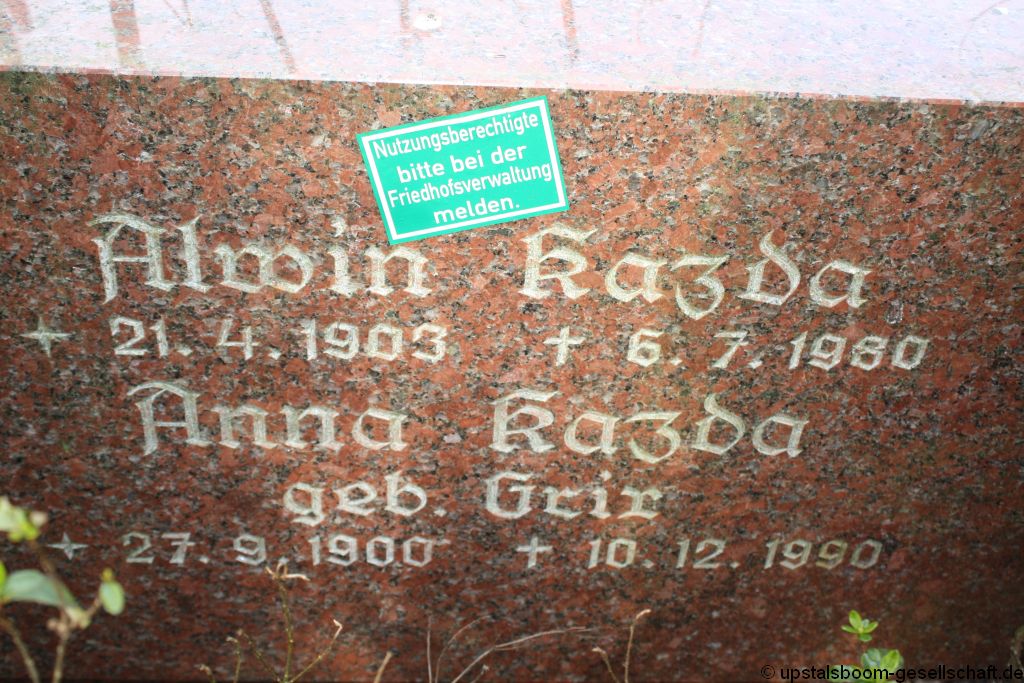 Nutzungsberechtigte
bitte bei der
Friedhofsverwaltung
melden.
Alwin Kazda
21. 4. 1903 6. 7. 1980
Anna Kazda
geb. Grix
27. 9. 1900 10. 12. 1990
© upstalsboom-gesellschaft.de